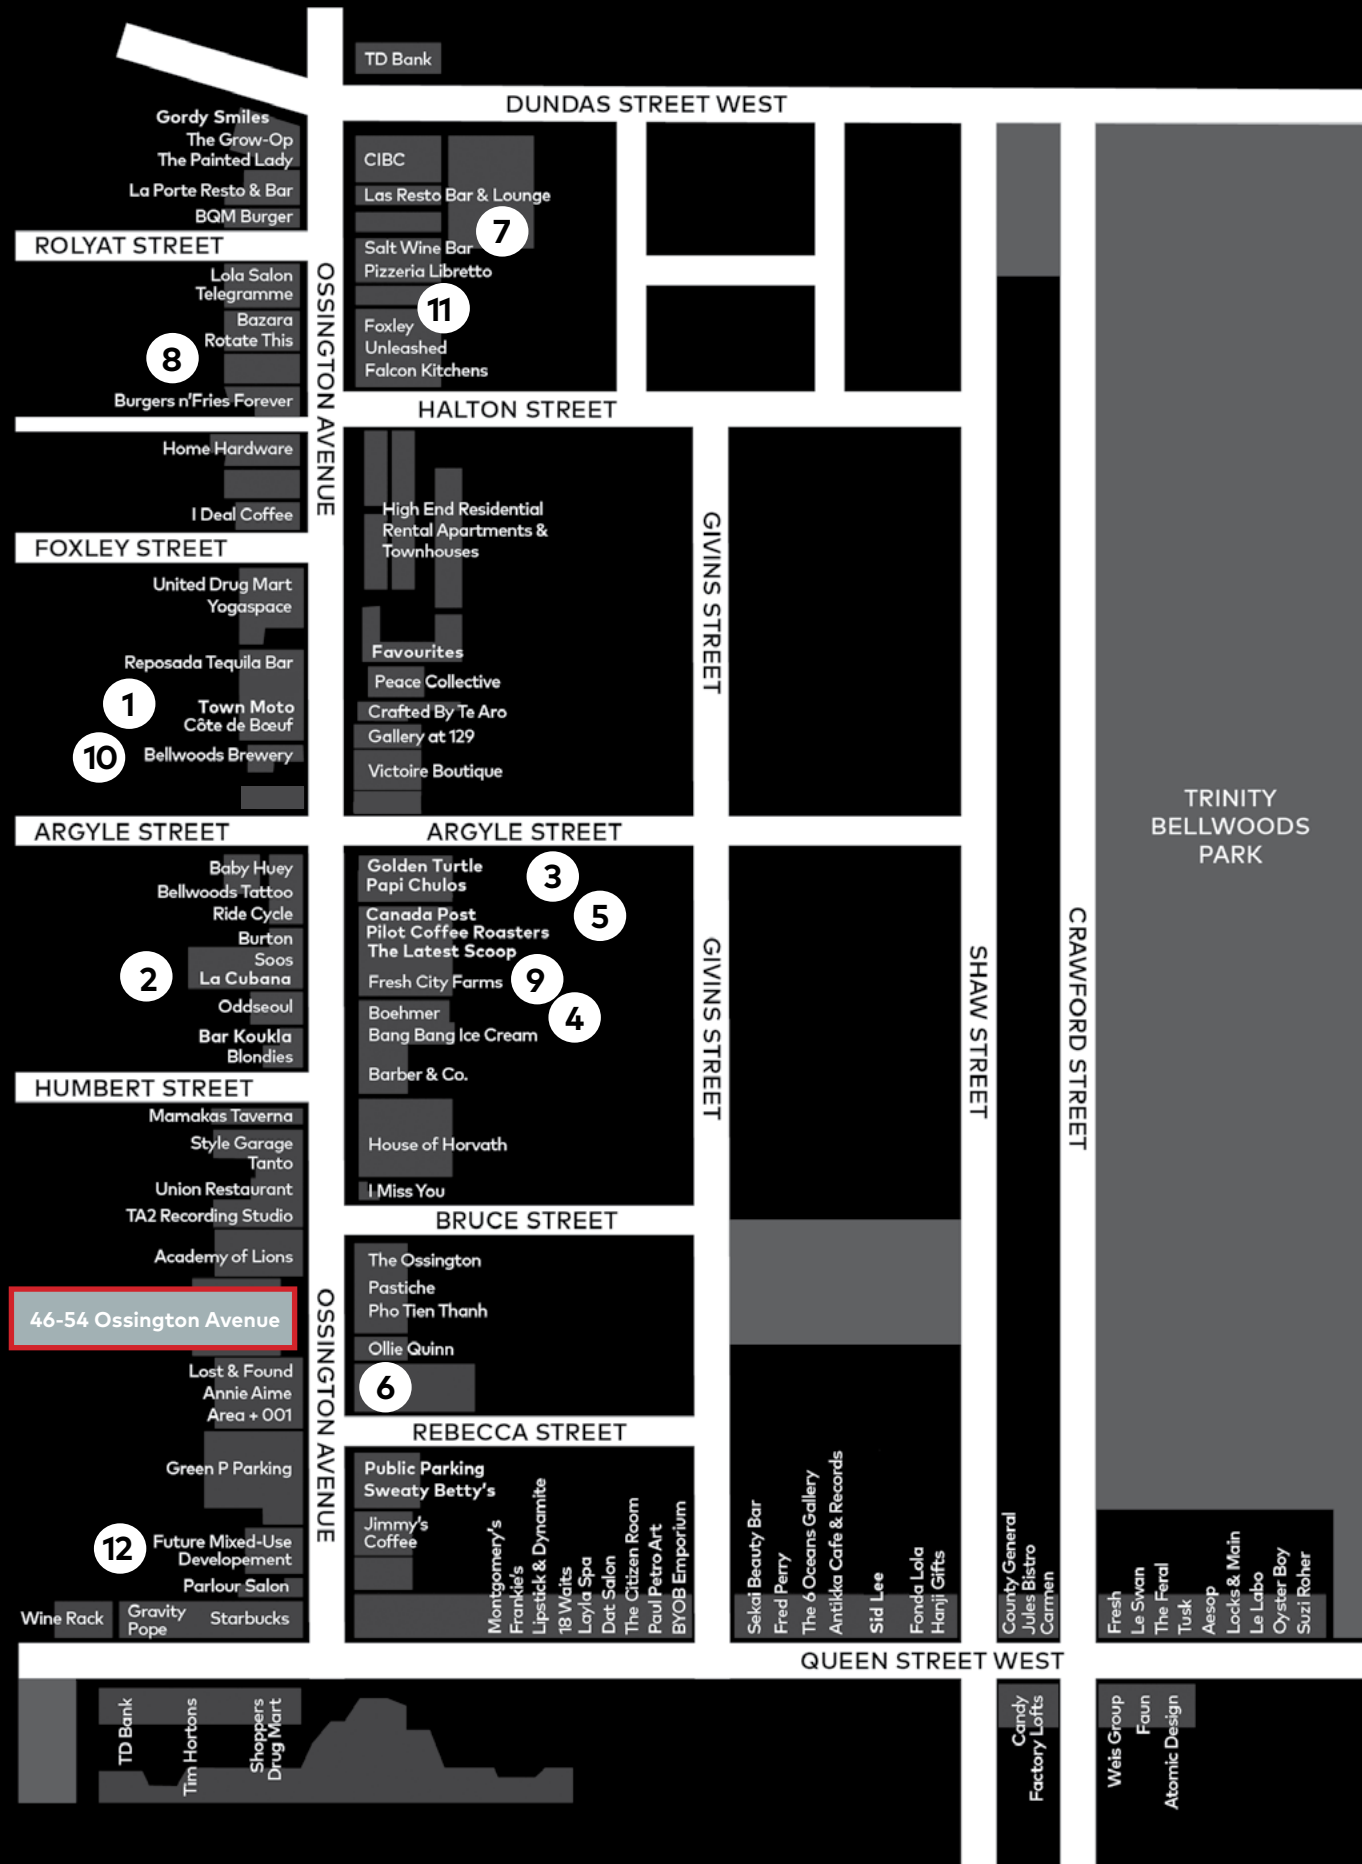 TD Bank
DUNDAS STREET WEST
Gordy Smiles
The Grow-Op
The Painted Lady
La Porte Resto & Bar
BQM Burger
CIBC
Las Resto Bar & Lounge
7
Salt Wine Bar
Pizzeria Libretto
11
Foxley
Unleashed
Falcon Kitchens
ROLYAT STREET
Lola Salon
Telegramme
Bazara
Rotate This
8
Burgers n'Fries Forever
OSSINGTON AVENUE
HALTON STREET
Home Hardware
I Deal Coffee
High End Residential
Rental Apartments &
Townhouses
FOXLEY STREET
United Drug Mart
Yogaspace
Reposada Tequila Bar
1
Town Moto
Côte de Bœuf
10
Bellwoods Brewery
Favourites
Peace Collective
Crafted By Te Aro
Gallery at 129
Victoire Boutique
GIVINS STREET
TRINITY
BELLWOODS
PARK
ARGYLE STREET
ARGYLE STREET
Baby Huey
Bellwoods Tattoo
Ride Cycle
Burton
Soos
2
La Cubana
Oddseoul
Bar Koukla
Blondies
Golden Turtle
Papi Chulos
3
Canada Post
5
Pilot Coffee Roasters
The Latest Scoop
Fresh City Farms
9
Boehmer
4
Bang Bang Ice Cream
Barber & Co.
House of Horvath
I Miss You
GIVINS STREET
SHAW STREET
CRAWFORD STREET
HUMBERT STREET
Mamakas Taverna
Style Garage
Tanto
Union Restaurant
TA2 Recording Studio
Academy of Lions
46-54 Ossington Avenue
Lost & Found
Annie Aime
Area + 001
Green P Parking
12
Future Mixed-Use
Developement
Parlour Salon
Wine Rack
Gravity
Pope
Starbucks
BRUCE STREET
The Ossington
Pastiche
Pho Tien Thanh
Ollie Quinn
6
OSSINGTON AVENUE
REBECCA STREET
Public Parking
Sweaty Betty's
Jimmy's
Coffee
Montgomery's
Frankie's
Lipstick & Dynamite
18 Waits
Layla Spa
Dat Salon
The Citizen Room
Paul Petro Art
BYOB Emporium
Sekai Beauty Bar
Fred Perry
The 6 Oceans Gallery
Antikka Cafe & Records
Sid Lee
Fonda Lola
Hanji Gifts
County General
Jules Bistro
Carmen
Fresh
Le Swan
The Feral
Tusk
Aesop
Locks & Main
Le Labo
Oyster Boy
Suzi Roher
QUEEN STREET WEST
TD Bank
Tim Hortons
Shoppers
Drug Mart
Candy
Factory Lofts
Weis Group
Faun
Atomic Design